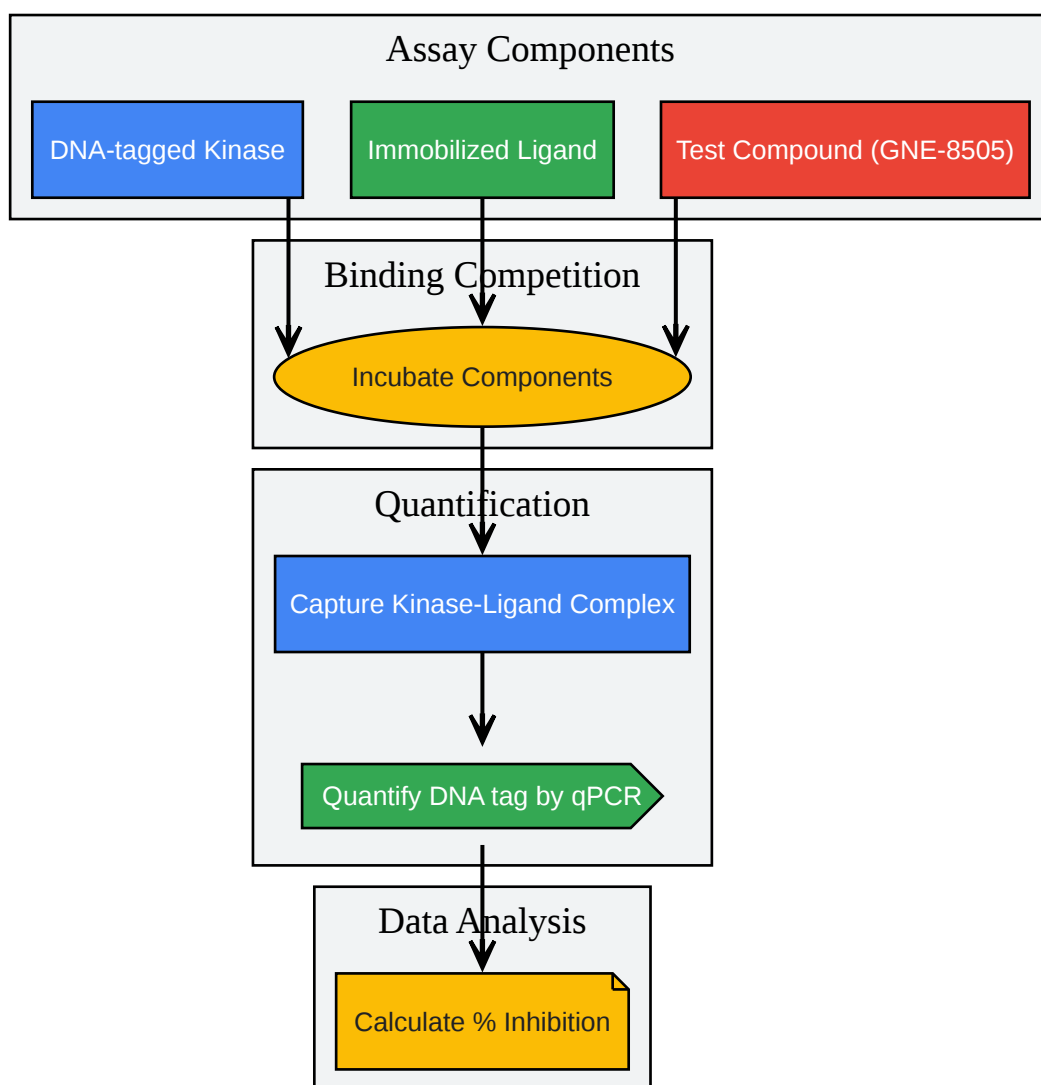 Assay Components
DNA-tagged Kinase
Immobilized Ligand
Test Compound (GNE-8505)
Binding Competition
Incubate Components
Quantification
Capture Kinase-Ligand Complex
Quantify DNA tag by qPCR
Data Analysis
Calculate % Inhibition